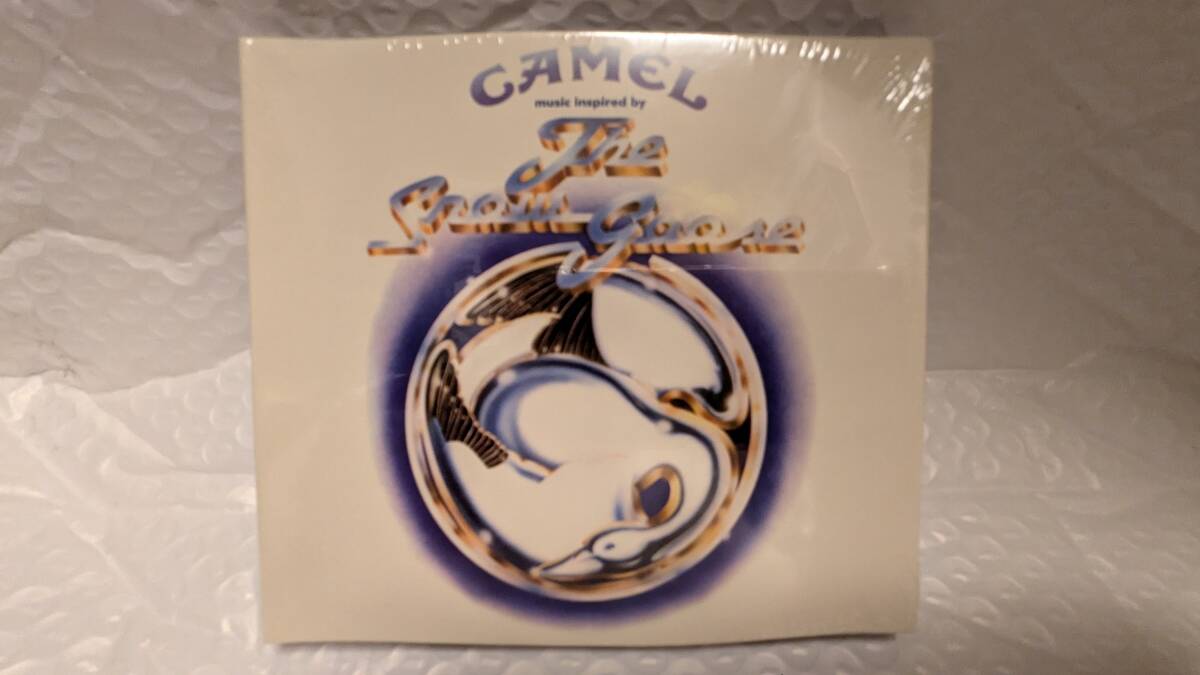 CAMEL
music inspired by
The
Snow Goose